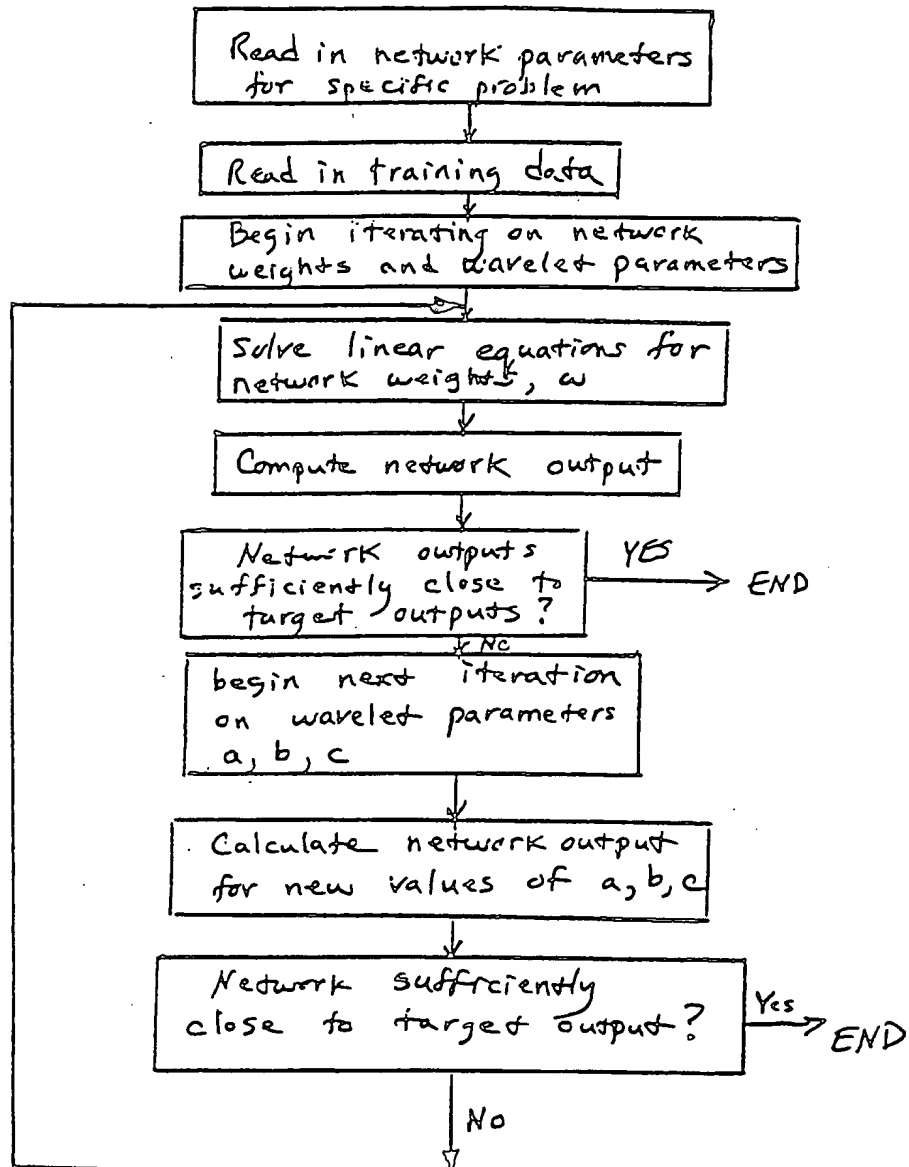 Read in network parameters
for specific problem
Read in training data
Begin iterating on network
weights and wavelet parameters
Solve linear equations for
network weights, ω
Compute network output
Network outputs
sufficiently close to
target outputs?
YES
END
No
begin next iteration
on wavelet parameters
a, b, c
Calculate network output
for new values of a, b, c
Network sufficiently
close to target output?
Yes
END
No